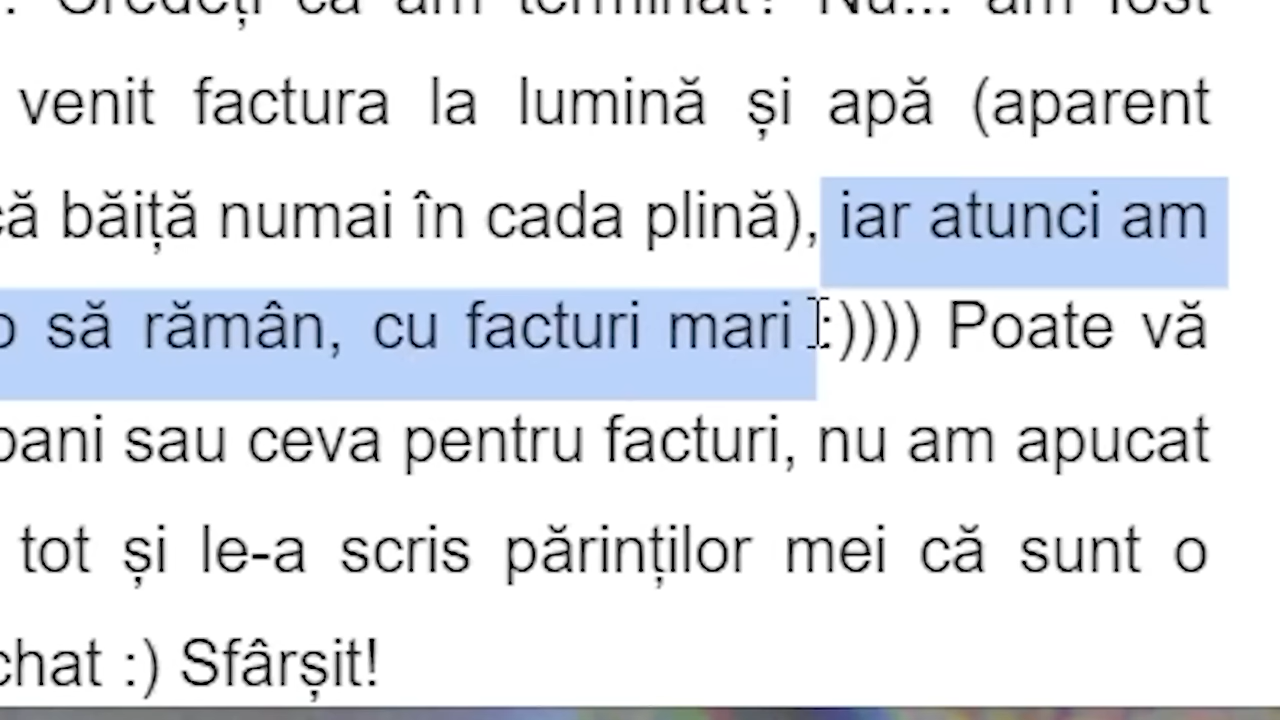 Credeți că am terminat? Nu... am fost
venit factura la lumină și apă (aparent
că băiță numai în cada plină), iar atunci am
o să rămân, cu facturi mari :)))) Poate vă
bani sau ceva pentru facturi, nu am apucat
tot și le-a scris părinților mei că sunt o
chat :) Sfârșit!